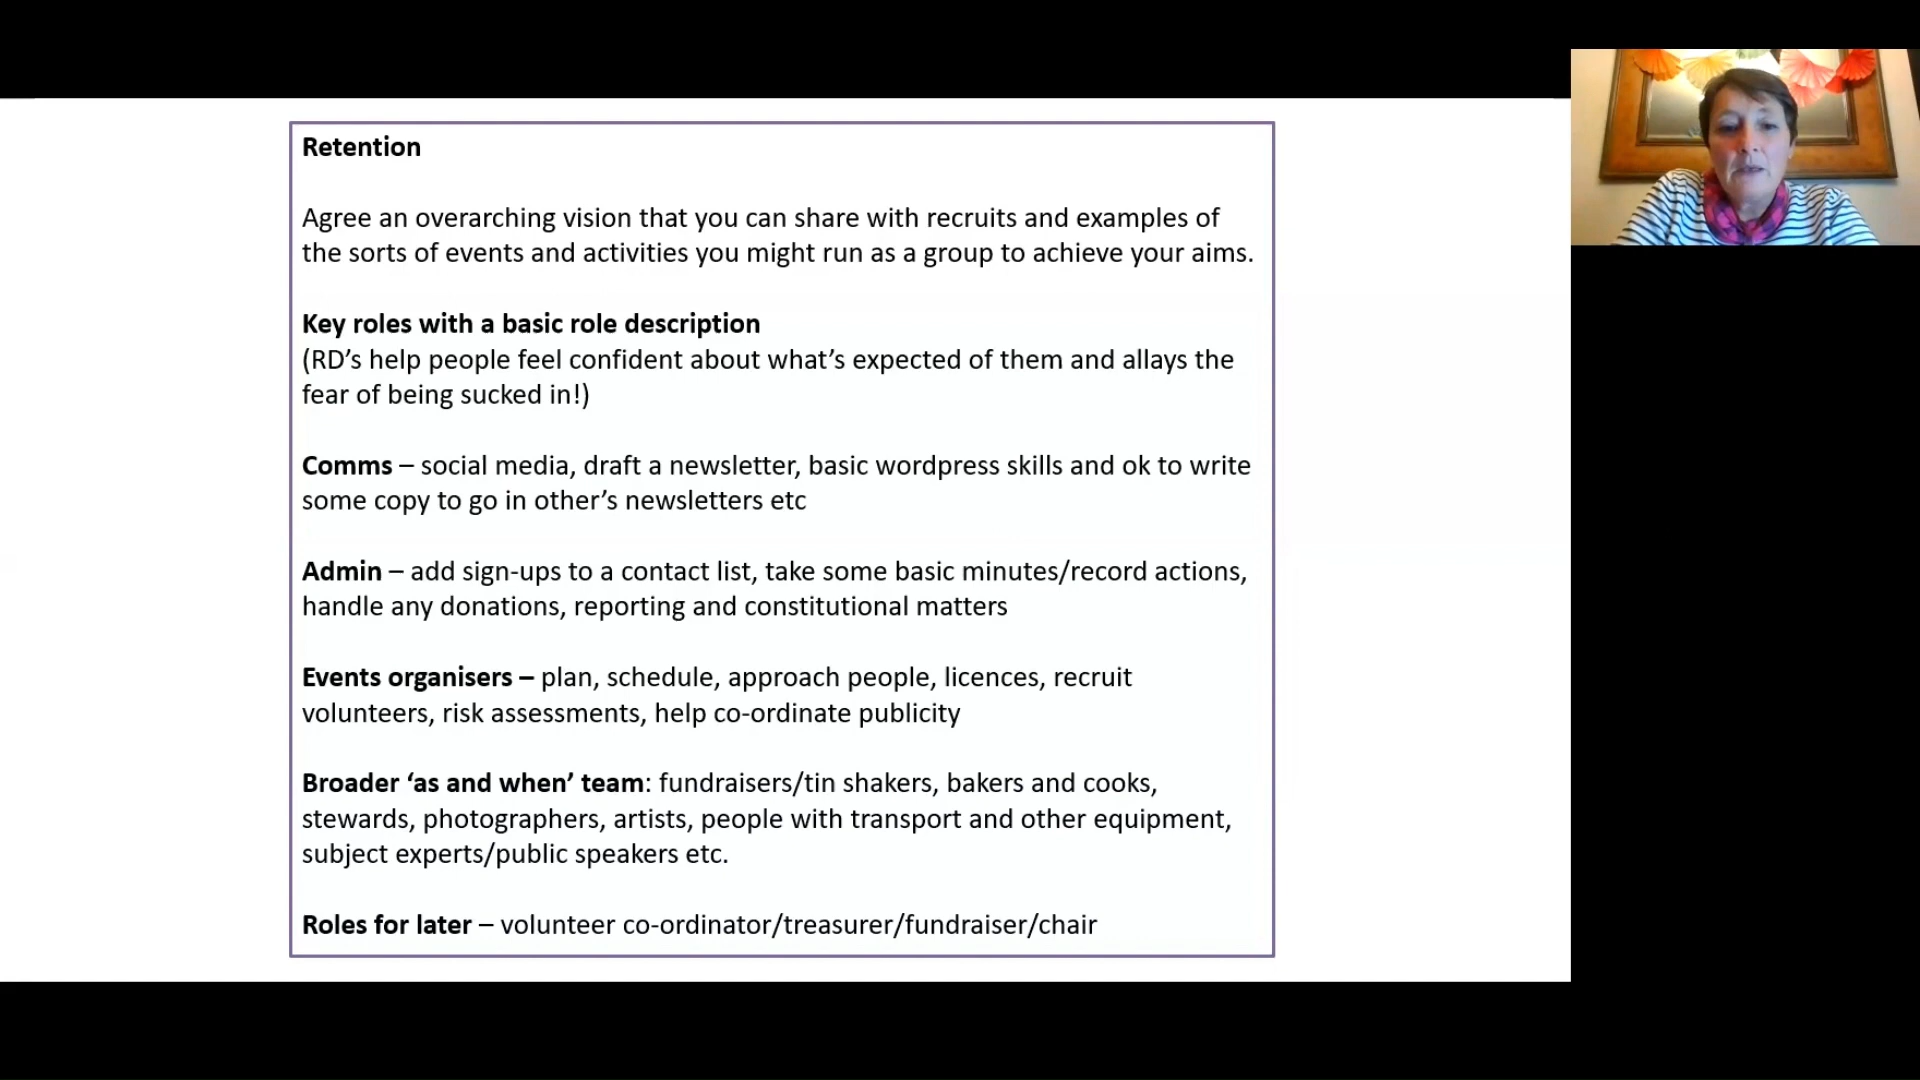 Retention
Agree an overarching vision that you can share with recruits and examples of
the sorts of events and activities you might run as a group to achieve your aims.
Key roles with a basic role description
(RD’s help people feel confident about what’s expected of them and allays the
fear of being sucked in!)
Comms – social media, draft a newsletter, basic wordpress skills and ok to write
some copy to go in other’s newsletters etc
Admin – add sign-ups to a contact list, take some basic minutes/record actions,
handle any donations, reporting and constitutional matters
Events organisers – plan, schedule, approach people, licences, recruit
volunteers, risk assessments, help co-ordinate publicity
Broader ‘as and when’ team: fundraisers/tin shakers, bakers and cooks,
stewards, photographers, artists, people with transport and other equipment,
subject experts/public speakers etc.
Roles for later – volunteer co-ordinator/treasurer/fundraiser/chair